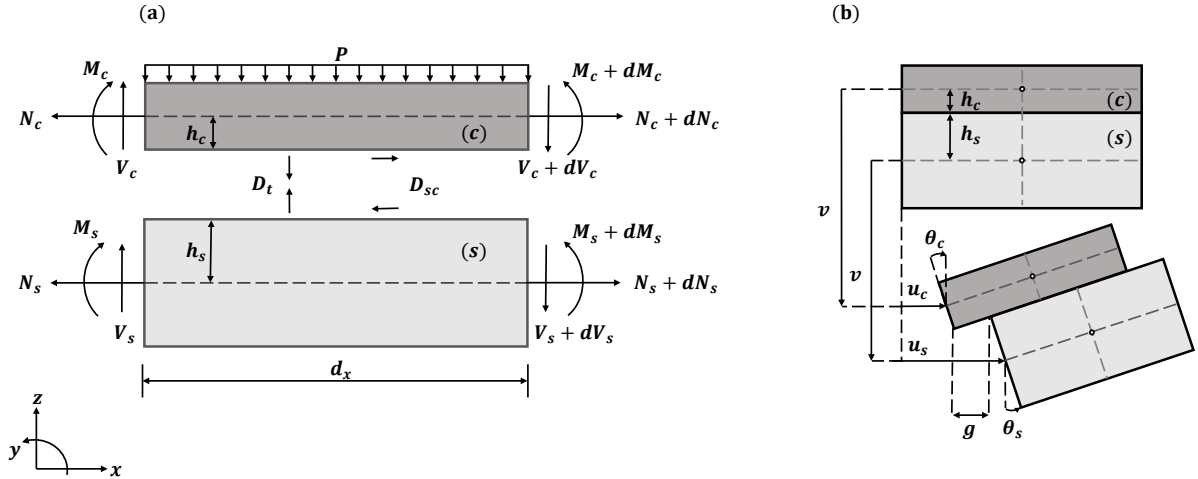 (a)
P
M_c
M_c + dM_c
N_c
h_c
(c)
N_c + dN_c
V_c
V_c + dV_c
D_t
D_sc
M_s
M_s + dM_s
h_s
(s)
N_s
N_s + dN_s
V_s
V_s + dV_s
d_x
z
y
x
(b)
h_c
(c)
h_s
(s)
v
v
θ_c
u_c
u_s
g
θ_s